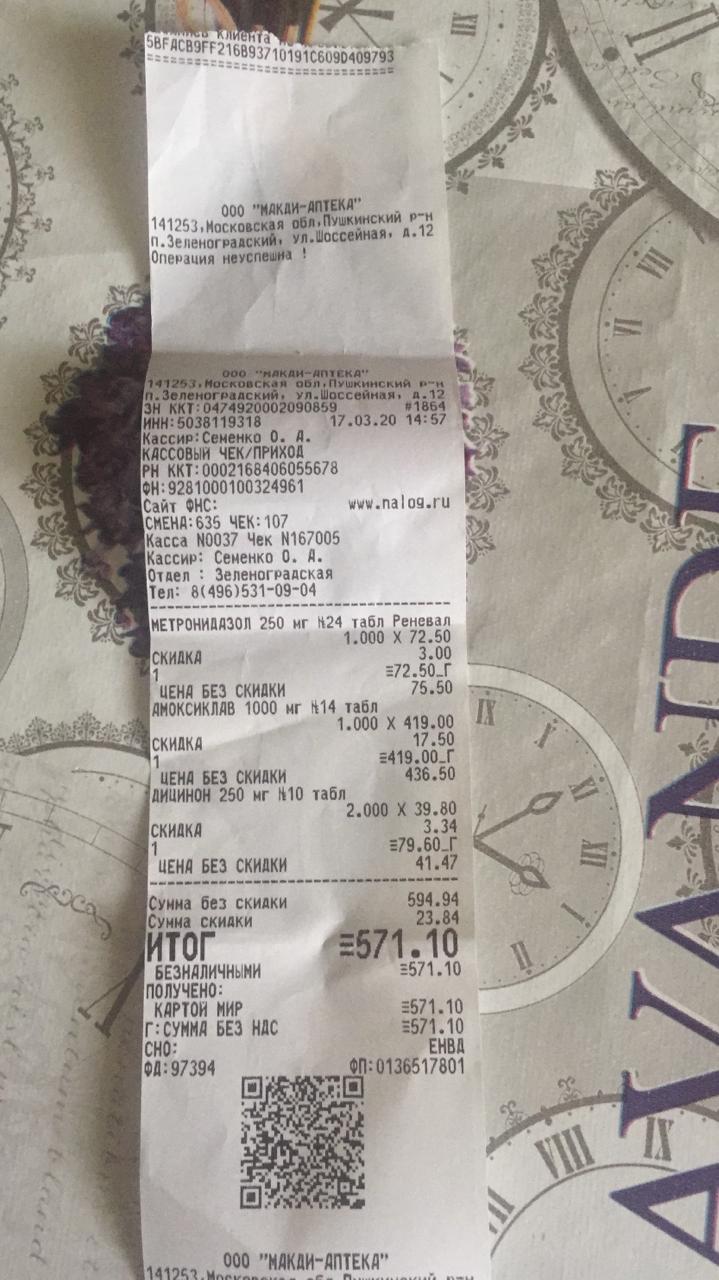 клиента
5BFACB9FF216B93710191C609D409793
================================
ООО "МАКДИ-АПТЕКА"
141253,Московская обл,Пушкинский р-н
п.Зеленоградский, ул.Шоссейная, д.12
Операция неуспешна !
ООО "МАКДИ-АПТЕКА"
141253,Московская обл,Пушкинский р-н
п.Зеленоградский, ул.Шоссейная, д.12
ЗН ККТ:0474920002090859 #1864
ИНН:5038119318 17.03.20 14:57
Кассир:Семенко О. А.
КАССОВЫЙ ЧЕК/ПРИХОД
РН ККТ:0002168406055678
ФН:9281000100324961
Сайт ФНС: www.nalog.ru
СМЕНА:635 ЧЕК:107
Касса N0037 Чек N167005
Кассир: Семенко О. А.
Отдел : Зеленоградская
Тел: 8(496)531-09-04
МЕТРОНИДАЗОЛ 250 мг №24 табл Реневал
1.000 X 72.50
СКИДКА 3.00
1 ≡72.50_Г
ЦЕНА БЕЗ СКИДКИ 75.50
АМОКСИКЛАВ 1000 мг №14 табл
1.000 X 419.00
СКИДКА 17.50
1 ≡419.00_Г
ЦЕНА БЕЗ СКИДКИ 436.50
ДИЦИНОН 250 мг №10 табл
2.000 X 39.80
СКИДКА 3.34
1 ≡79.60_Г
ЦЕНА БЕЗ СКИДКИ 41.47
Сумма без скидки 594.94
Сумма скидки 23.84
ИТОГ ≡571.10
БЕЗНАЛИЧНЫМИ ≡571.10
ПОЛУЧЕНО:
КАРТОЙ МИР ≡571.10
Г:СУММА БЕЗ НДС ≡571.10
СНО: ЕНВД
ФД:97394 ФП:0136517801
ООО "МАКДИ-АПТЕКА"
141253,Московская обл,Пушкинский р-н